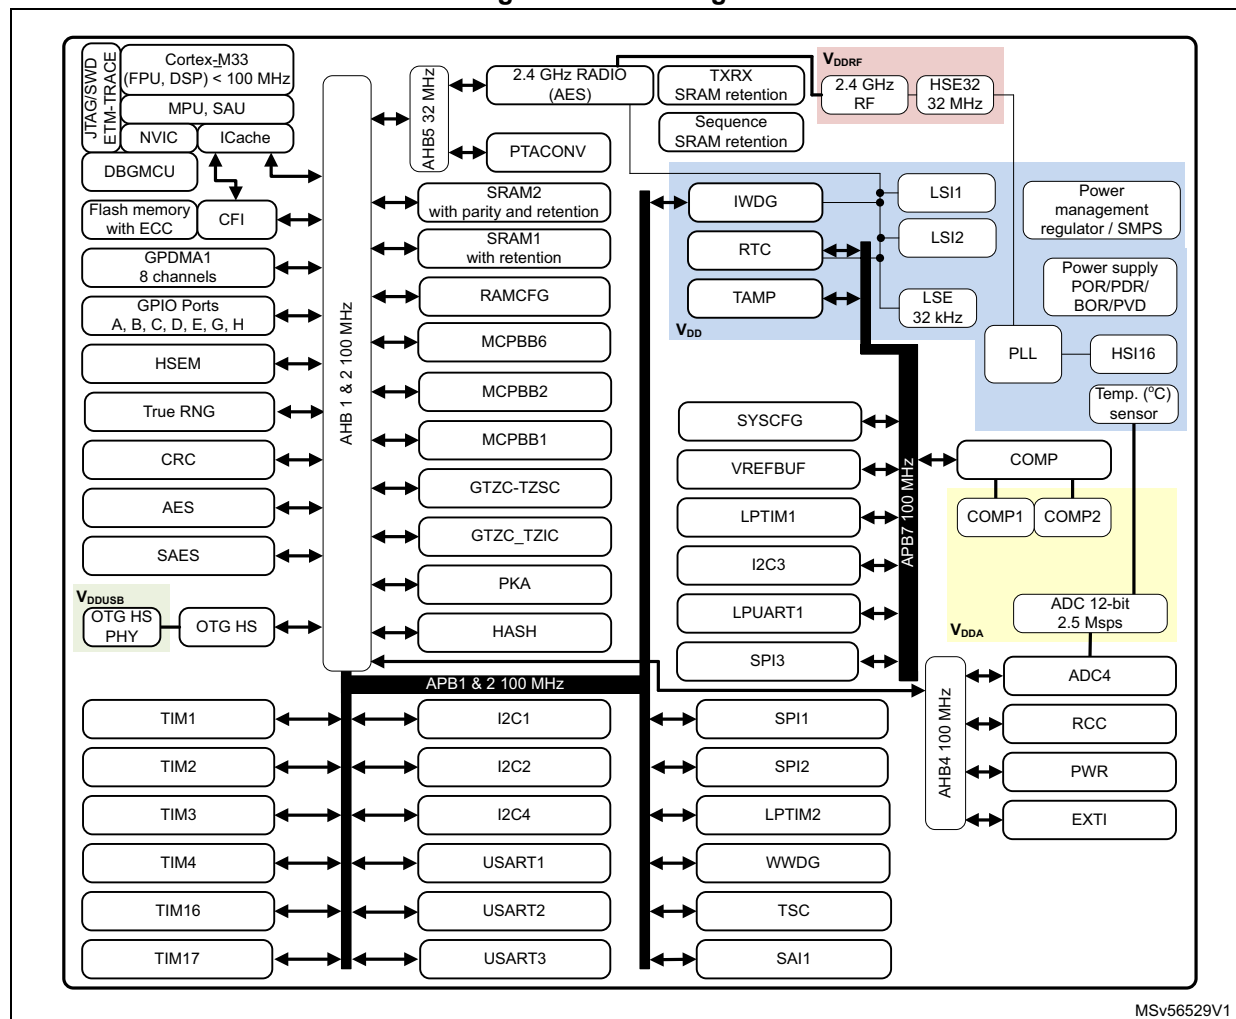 JTAG/SWD
ETM-TRACE
Cortex-M33
(FPU, DSP) < 100 MHz
MPU, SAU
NVIC
ICache
DBGMCU
Flash memory
with ECC
CFI
GPDMA1
8 channels
GPIO Ports
A, B, C, D, E, G, H
HSEM
True RNG
CRC
AES
SAES
VDDUSB
OTG HS
PHY
OTG HS
AHB 1 & 2 100 MHz
AHB5 32 MHz
2.4 GHz RADIO
(AES)
PTACONV
TXRX
SRAM retention
Sequence
SRAM retention
VDDRF
2.4 GHz
RF
HSE32
32 MHz
SRAM2
with parity and retention
SRAM1
with retention
RAMCFG
MCPBB6
MCPBB2
MCPBB1
GTZC-TZSC
GTZC_TZIC
PKA
HASH
IWDG
RTC
TAMP
VDD
LSI1
LSI2
LSE
32 kHz
Power
management
regulator / SMPS
Power supply
POR/PDR/
BOR/PVD
PLL
HSI16
Temp. (°C)
sensor
SYSCFG
VREFBUF
LPTIM1
I2C3
LPUART1
SPI3
APB7 100 MHz
COMP
COMP1
COMP2
ADC 12-bit
2.5 Msps
VDDA
AHB4 100 MHz
ADC4
RCC
PWR
EXTI
APB1 & 2 100 MHz
TIM1
TIM2
TIM3
TIM4
TIM16
TIM17
I2C1
I2C2
I2C4
USART1
USART2
USART3
SPI1
SPI2
LPTIM2
WWDG
TSC
SAI1
MSv56529V1